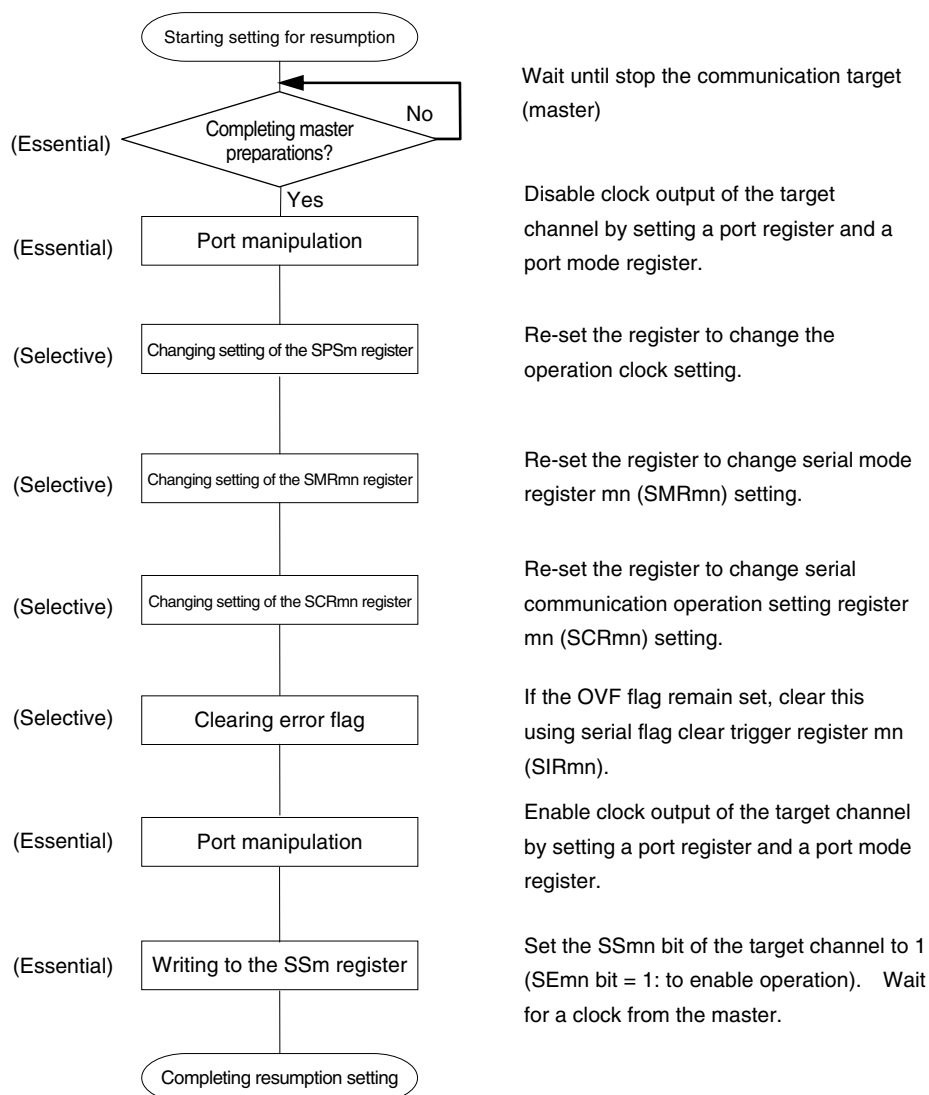 Starting setting for resumption
Wait until stop the communication target
(master)
No
(Essential)
Completing master
preparations?
Yes
Disable clock output of the target
channel by setting a port register and a
port mode register.
(Essential)
Port manipulation
(Selective)
Changing setting of the SPSm register
Re-set the register to change the
operation clock setting.
(Selective)
Changing setting of the SMRmn register
Re-set the register to change serial mode
register mn (SMRmn) setting.
(Selective)
Changing setting of the SCRmn register
Re-set the register to change serial
communication operation setting register
mn (SCRmn) setting.
(Selective)
Clearing error flag
If the OVF flag remain set, clear this
using serial flag clear trigger register mn
(SIRmn).
(Essential)
Port manipulation
Enable clock output of the target channel
by setting a port register and a port mode
register.
(Essential)
Writing to the SSm register
Set the SSmn bit of the target channel to 1
(SEmn bit = 1: to enable operation). Wait
for a clock from the master.
Completing resumption setting